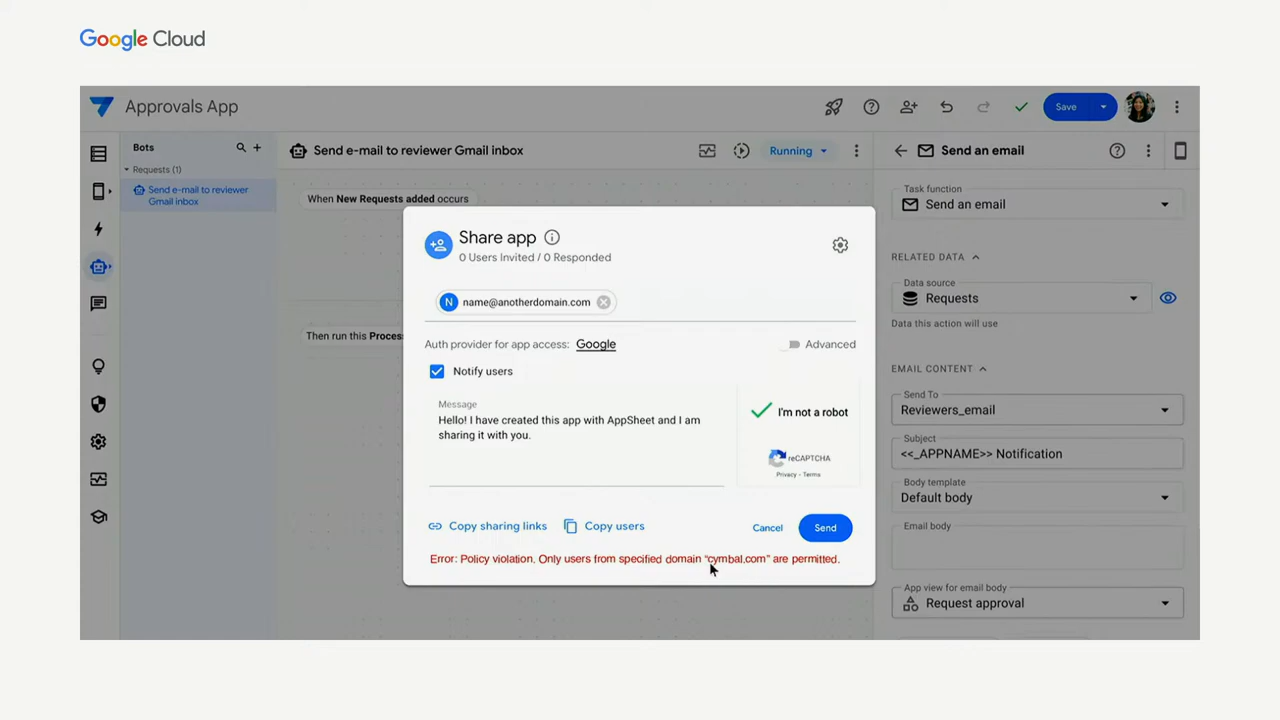 Google Cloud
Approvals App
Save
Bots
Requests (1)
Send e-mail to reviewer
Gmail inbox
Send e-mail to reviewer Gmail inbox
Running
When New Requests added occurs
Then run this Proces
Share app
0 Users Invited / 0 Responded
N name@anotherdomain.com
Auth provider for app access: Google
Advanced
Notify users
Message
Hello! I have created this app with AppSheet and I am
sharing it with you.
I'm not a robot
reCAPTCHA
Privacy - Terms
Copy sharing links
Copy users
Cancel
Send
Error: Policy violation. Only users from specified domain “cymbal.com” are permitted.
Send an email
Task function
Send an email
RELATED DATA
Data source
Requests
Data this action will use
EMAIL CONTENT
Send To
Reviewers_email
Subject
<<_APPNAME>> Notification
Body template
Default body
Email body
App view for email body
Request approval